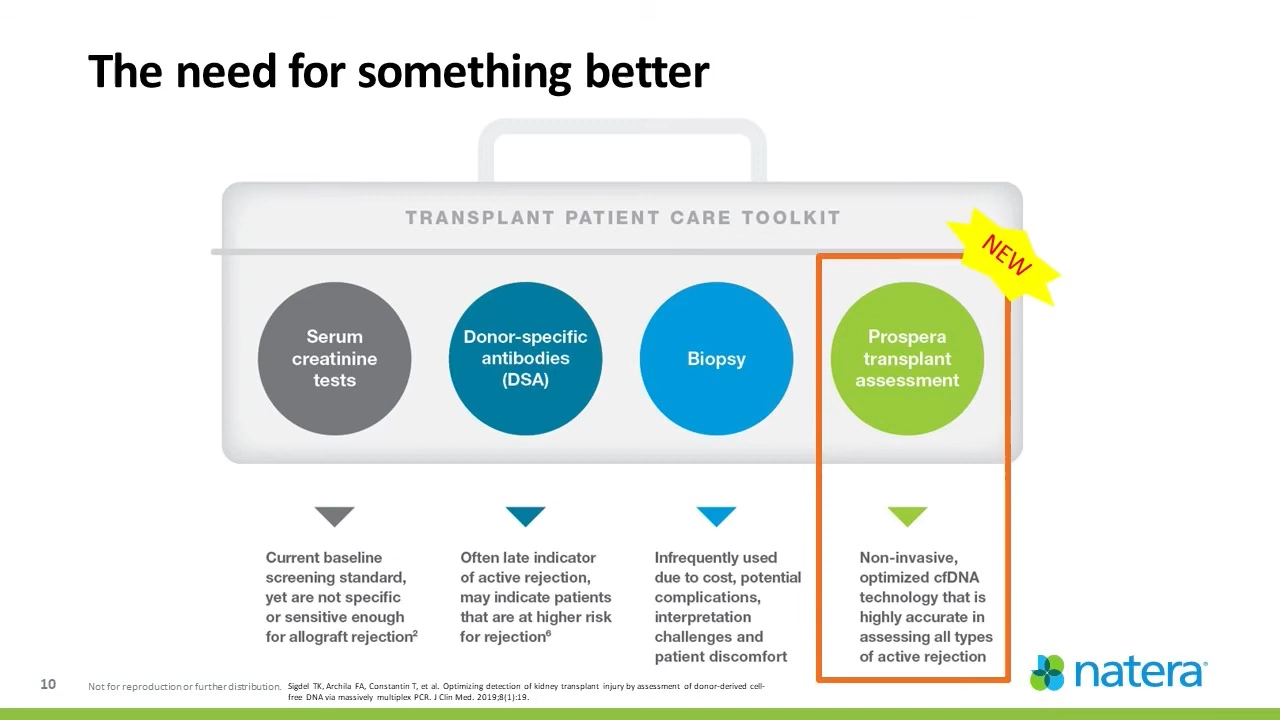 The need for something better
TRANSPLANT PATIENT CARE TOOLKIT
NEW
Serum
creatinine
tests
Donor-specific
antibodies
(DSA)
Biopsy
Prospera
transplant
assessment
Current baseline
screening standard,
yet are not specific
or sensitive enough
for allograft rejection²
Often late indicator
of active rejection,
may indicate patients
that are at higher risk
for rejection⁶
Infrequently used
due to cost, potential
complications,
interpretation
challenges and
patient discomfort
Non-invasive,
optimized cfDNA
technology that is
highly accurate in
assessing all types
of active rejection
natera
10
Not for reproduction or further distribution.
Sigdel TK, Archila FA, Constantin T, et al. Optimizing detection of kidney transplant injury by assessment of donor-derived cell-
free DNA via massively multiplex PCR. J Clin Med. 2019;8(1):19.